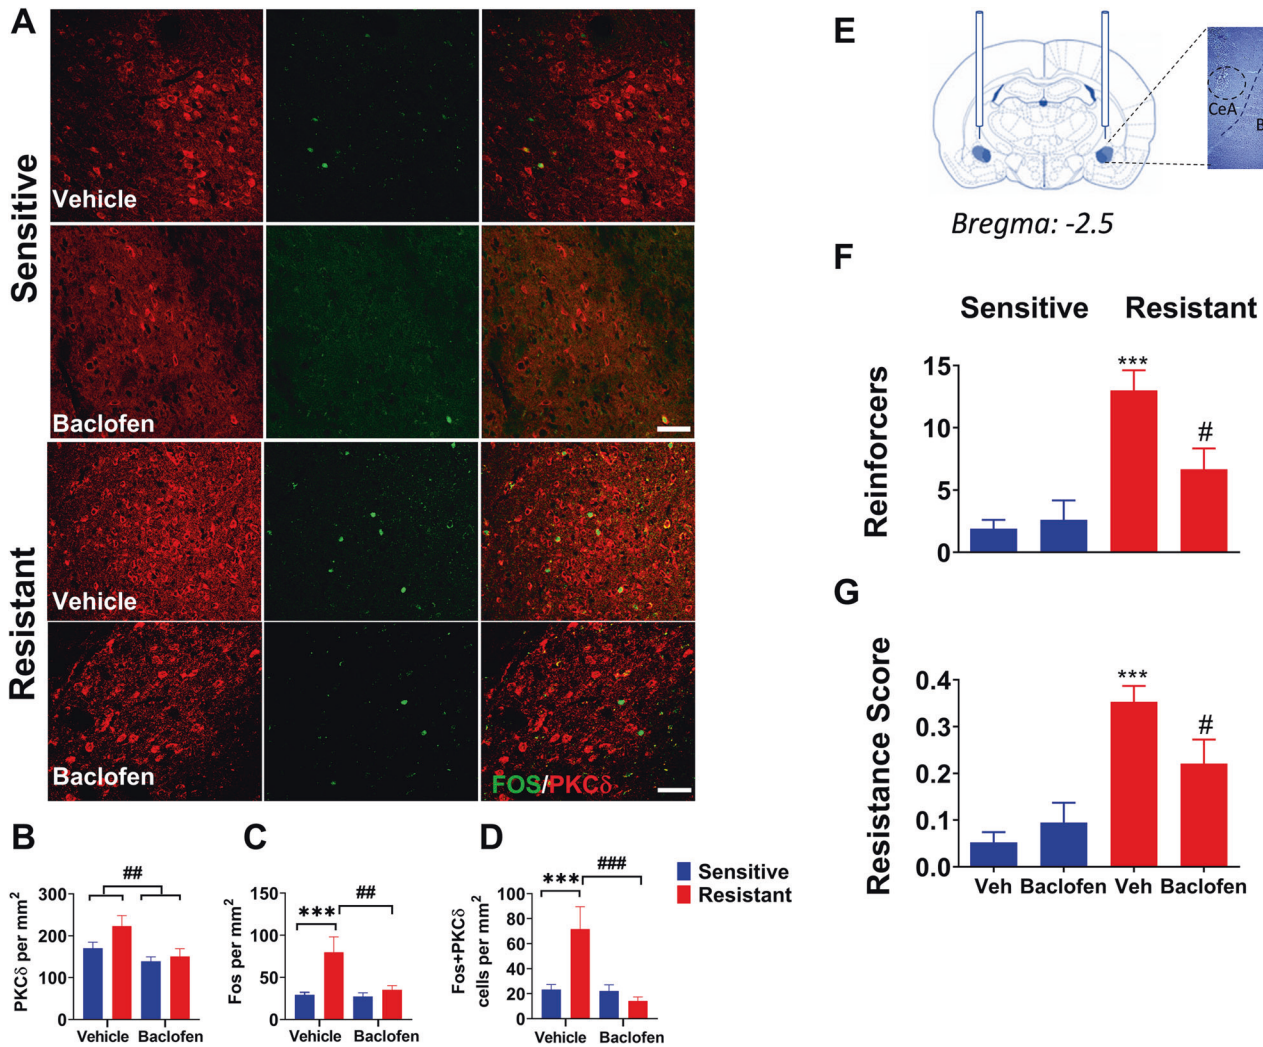 A
Sensitive
Vehicle
Baclofen
Resistant
Vehicle
Baclofen
FOS/PKCδ
B
PKCδ per mm²
300
200
100
0
##
Vehicle Baclofen
C
Fos per mm²
150
100
50
0
***
##
Vehicle Baclofen
D
Fos+PKCδ
cells per mm²
100
80
60
40
20
0
***
###
Vehicle Baclofen
Sensitive
Resistant
E
CeA
B
Bregma: -2.5
F
Sensitive Resistant
Reinforcers
15
10
5
0
***
#
G
Resistance Score
0.4
0.3
0.2
0.1
0.0
***
#
Veh Baclofen Veh Baclofen